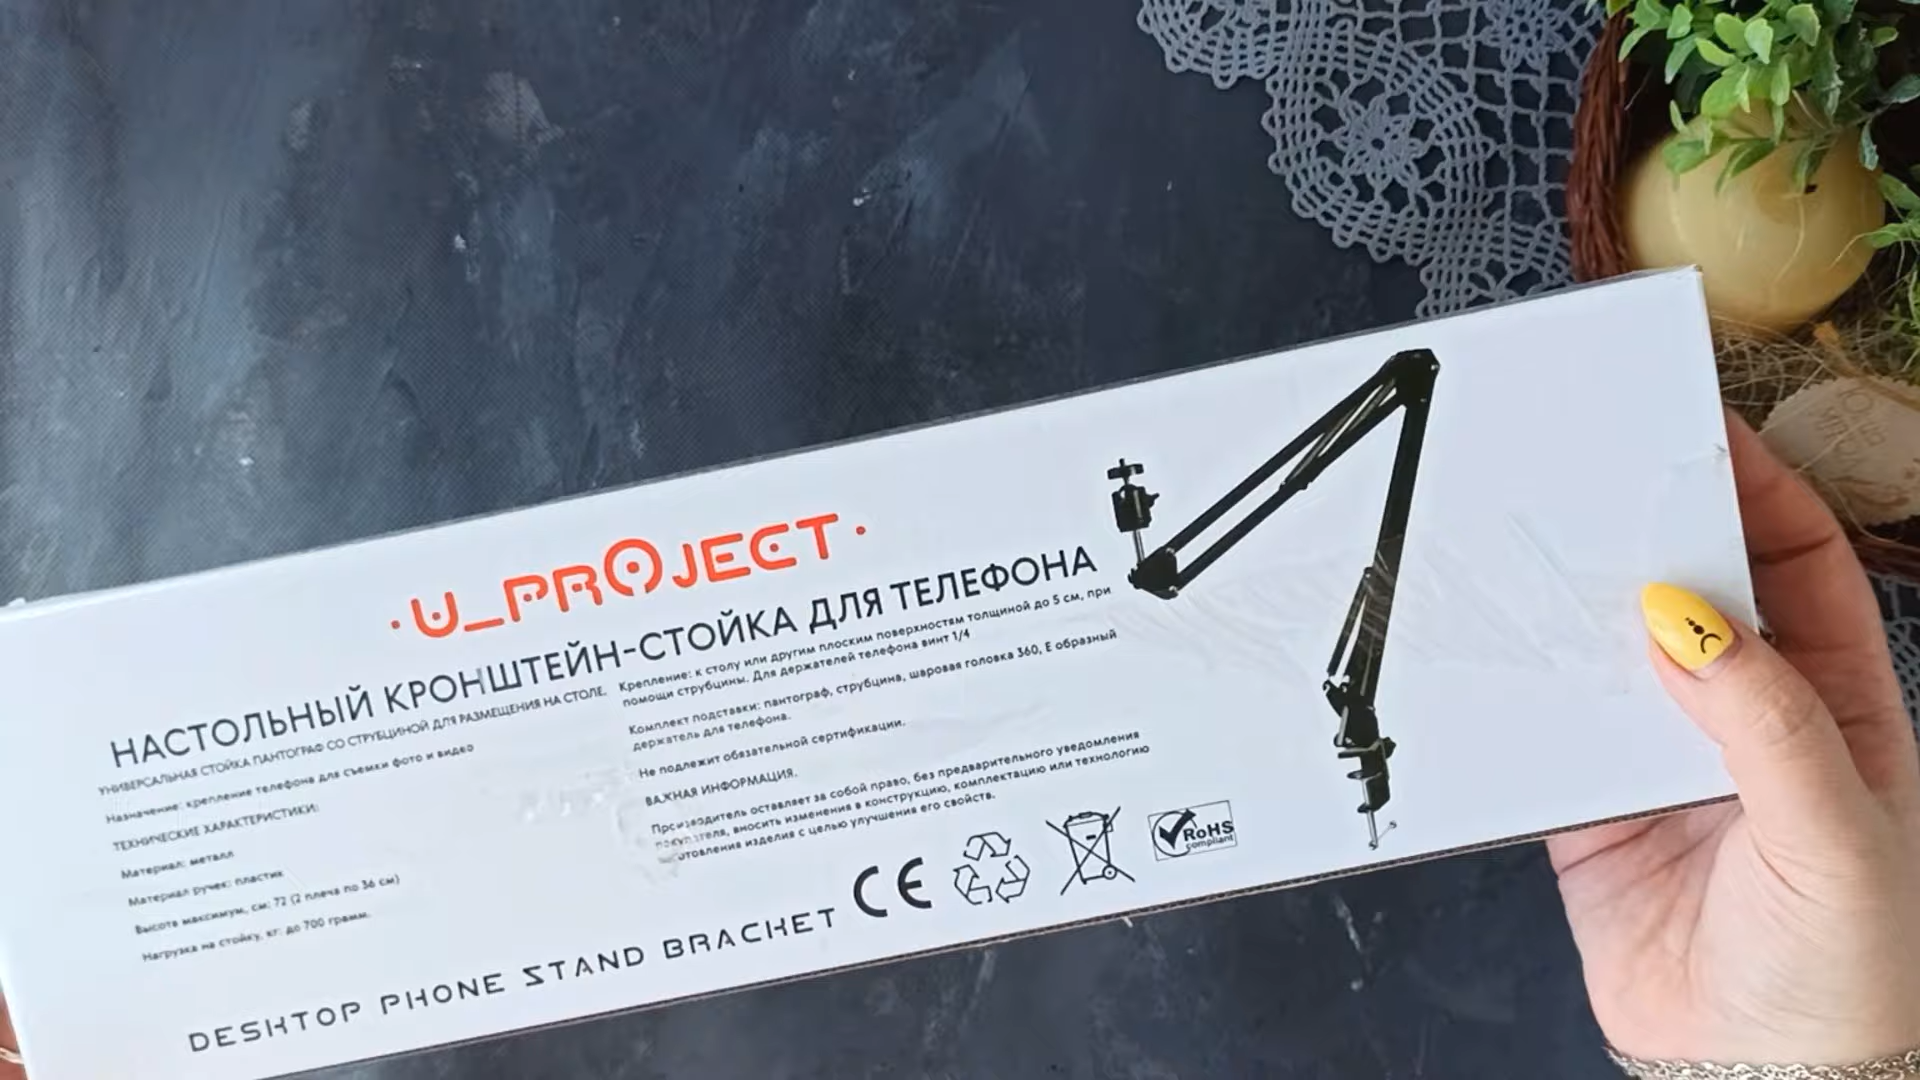 ·U_PROJECT·
НАСТОЛЬНЫЙ КРОНШТЕЙН-СТОЙКА ДЛЯ ТЕЛЕФОНА
УНИВЕРСАЛЬНАЯ СТОЙКА ПАНТОГРАФ СО СТРУБЦИНОЙ ДЛЯ РАЗМЕЩЕНИЯ НА СТОЛЕ.
Назначение: крепление телефона для съемки фото и видео
ТЕХНИЧЕСКИЕ ХАРАКТЕРИСТИКИ:
Материал: металл
Материал ручек: пластик
Высота максимум, см: 72 (2 плеча по 36 см)
Нагрузка на стойку, кг: до 700 грамм.
Крепление: к столу или другим плоским поверхностям толщиной до 5 см, при
помощи струбцины. Для держателей телефона винт 1/4
Комплект подставки: пантограф, струбцина, шаровая головка 360, Е образный
держатель для телефона.
Не подлежит обязательной сертификации.
ВАЖНАЯ ИНФОРМАЦИЯ.
Производитель оставляет за собой право, без предварительного уведомления
покупателя, вносить изменения в конструкцию, комплектацию или технологию
изготовления изделия с целью улучшения его свойств.
DESKTOP PHONE STAND BRACKET
CE
RoHS
compliant